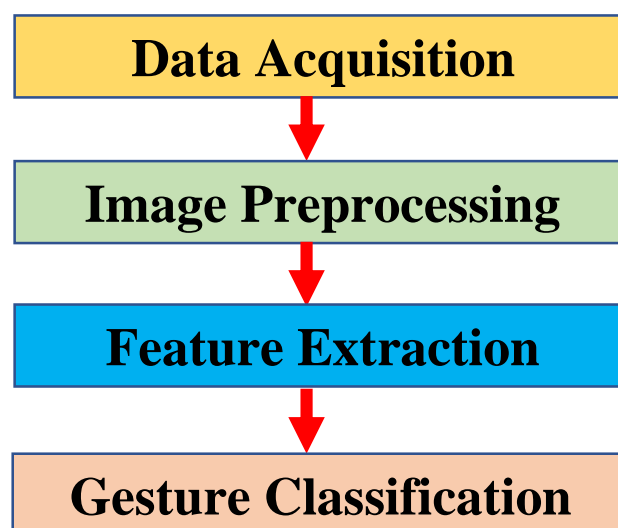 Data Acquisition
Image Preprocessing
Feature Extraction
Gesture Classification